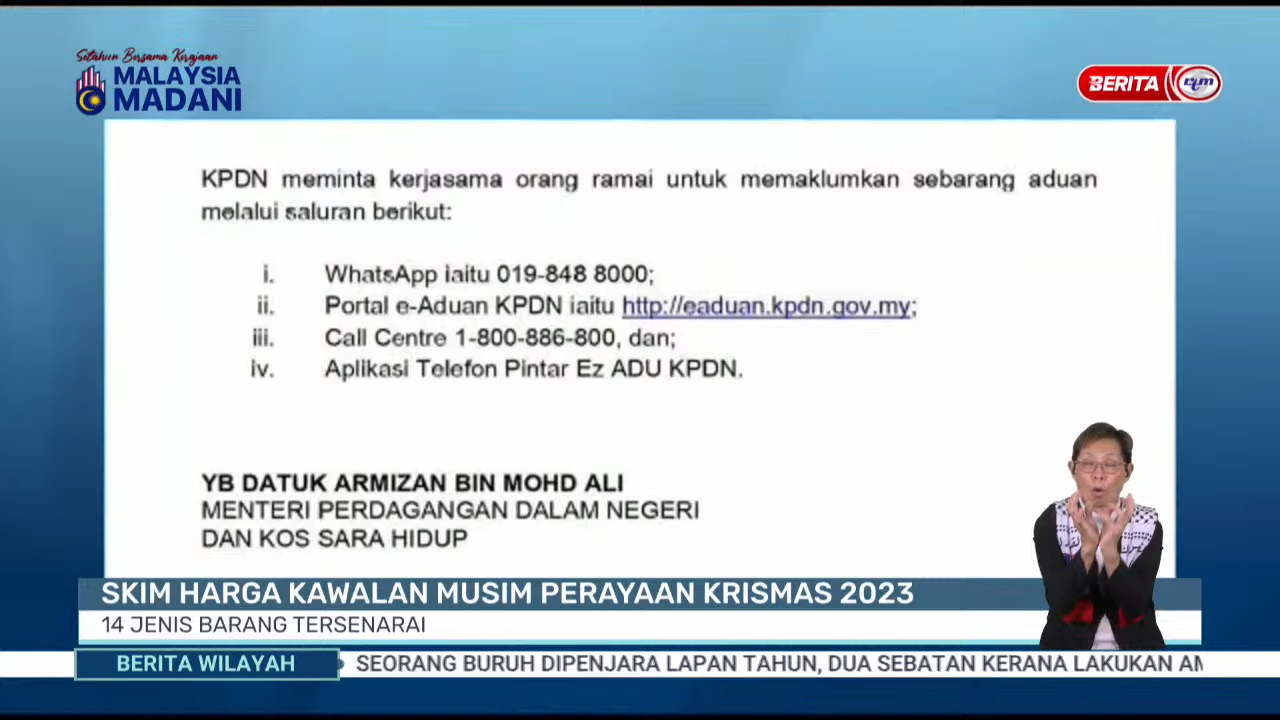 Setahun Bersama Kerajaan
MALAYSIA
MADANI
BERITA rtm
KPDN meminta kerjasama orang ramai untuk memaklumkan sebarang aduan
melalui saluran berikut:
i. WhatsApp iaitu 019-848 8000;
ii. Portal e-Aduan KPDN iaitu http://eaduan.kpdn.gov.my;
iii. Call Centre 1-800-886-800, dan;
iv. Aplikasi Telefon Pintar Ez ADU KPDN.
YB DATUK ARMIZAN BIN MOHD ALI
MENTERI PERDAGANGAN DALAM NEGERI
DAN KOS SARA HIDUP
SKIM HARGA KAWALAN MUSIM PERAYAAN KRISMAS 2023
14 JENIS BARANG TERSENARAI
BERITA WILAYAH SEORANG BURUH DIPENJARA LAPAN TAHUN, DUA SEBATAN KERANA LAKUKAN